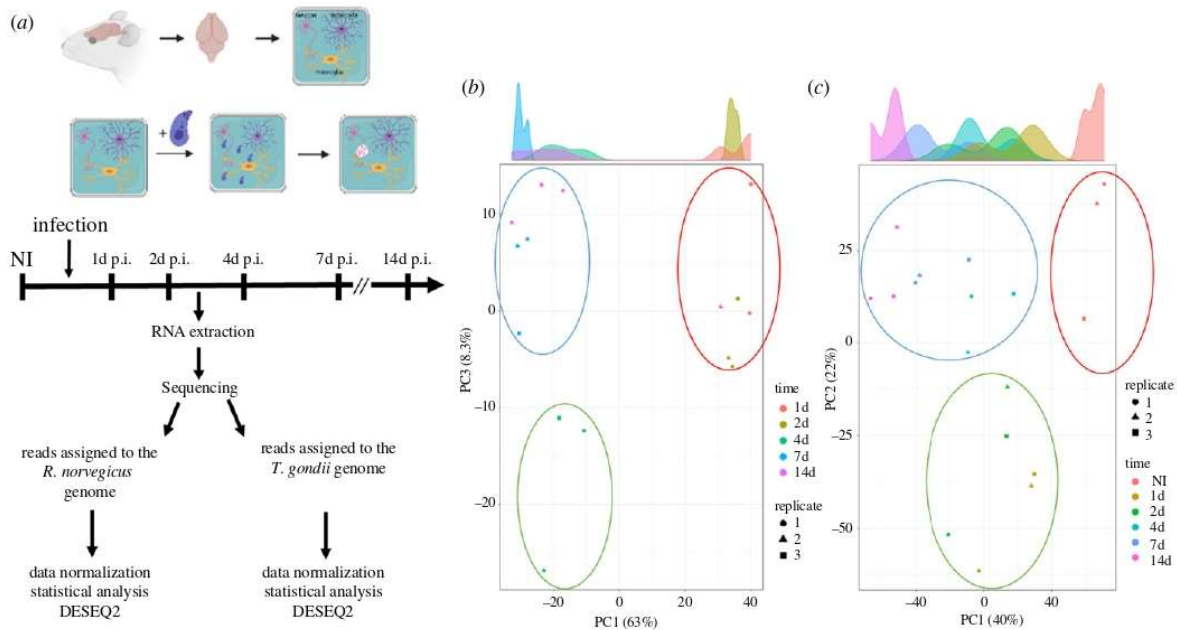 (a)
neuron
astrocyte
microglia
+
infection
NI
1d p.i.
2d p.i.
4d p.i.
7d p.i.
14d p.i.
//
RNA extraction
Sequencing
reads assigned to the
R. norvegicus
genome
reads assigned to the
T. gondii genome
data normalization
statistical analysis
DESEQ2
data normalization
statistical analysis
DESEQ2
(b)
PC3 (8.3%)
10
0
−10
−20
−20
0
20
40
PC1 (63%)
time
1d
2d
4d
7d
14d
replicate
1
2
3
(c)
PC2 (22%)
25
0
−25
−50
−40
0
40
PC1 (40%)
replicate
1
2
3
time
NI
1d
2d
4d
7d
14d